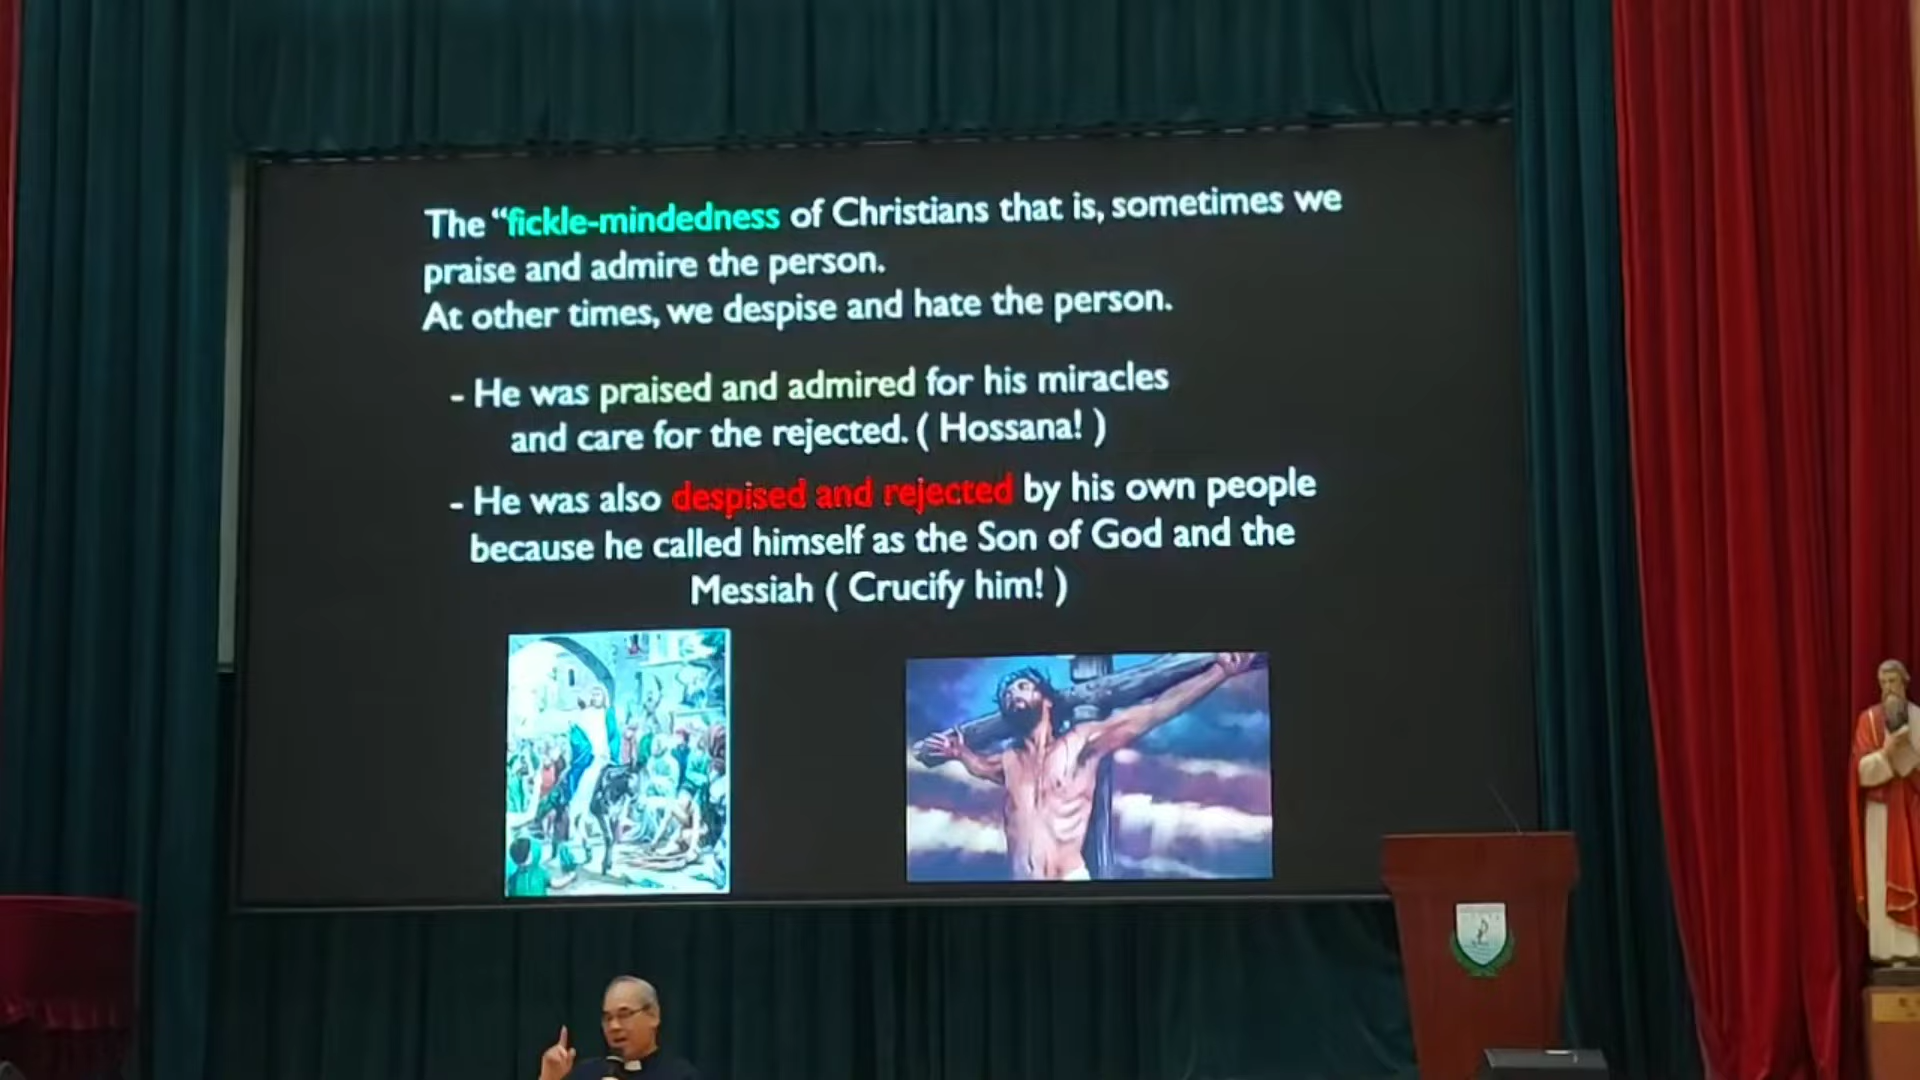 The “fickle-mindedness of Christians that is, sometimes we
praise and admire the person.
At other times, we despise and hate the person.
- He was praised and admired for his miracles
and care for the rejected. ( Hossana! )
- He was also despised and rejected by his own people
because he called himself as the Son of God and the
Messiah ( Crucify him! )